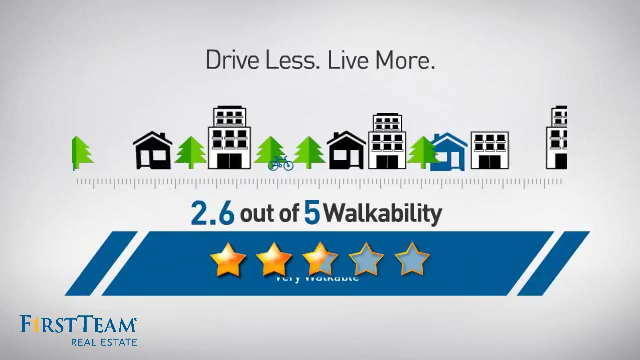 Drive Less. Live More.
2.6 out of 5 Walkability
Very Walkable
FIRSTTEAM®
REAL ESTATE